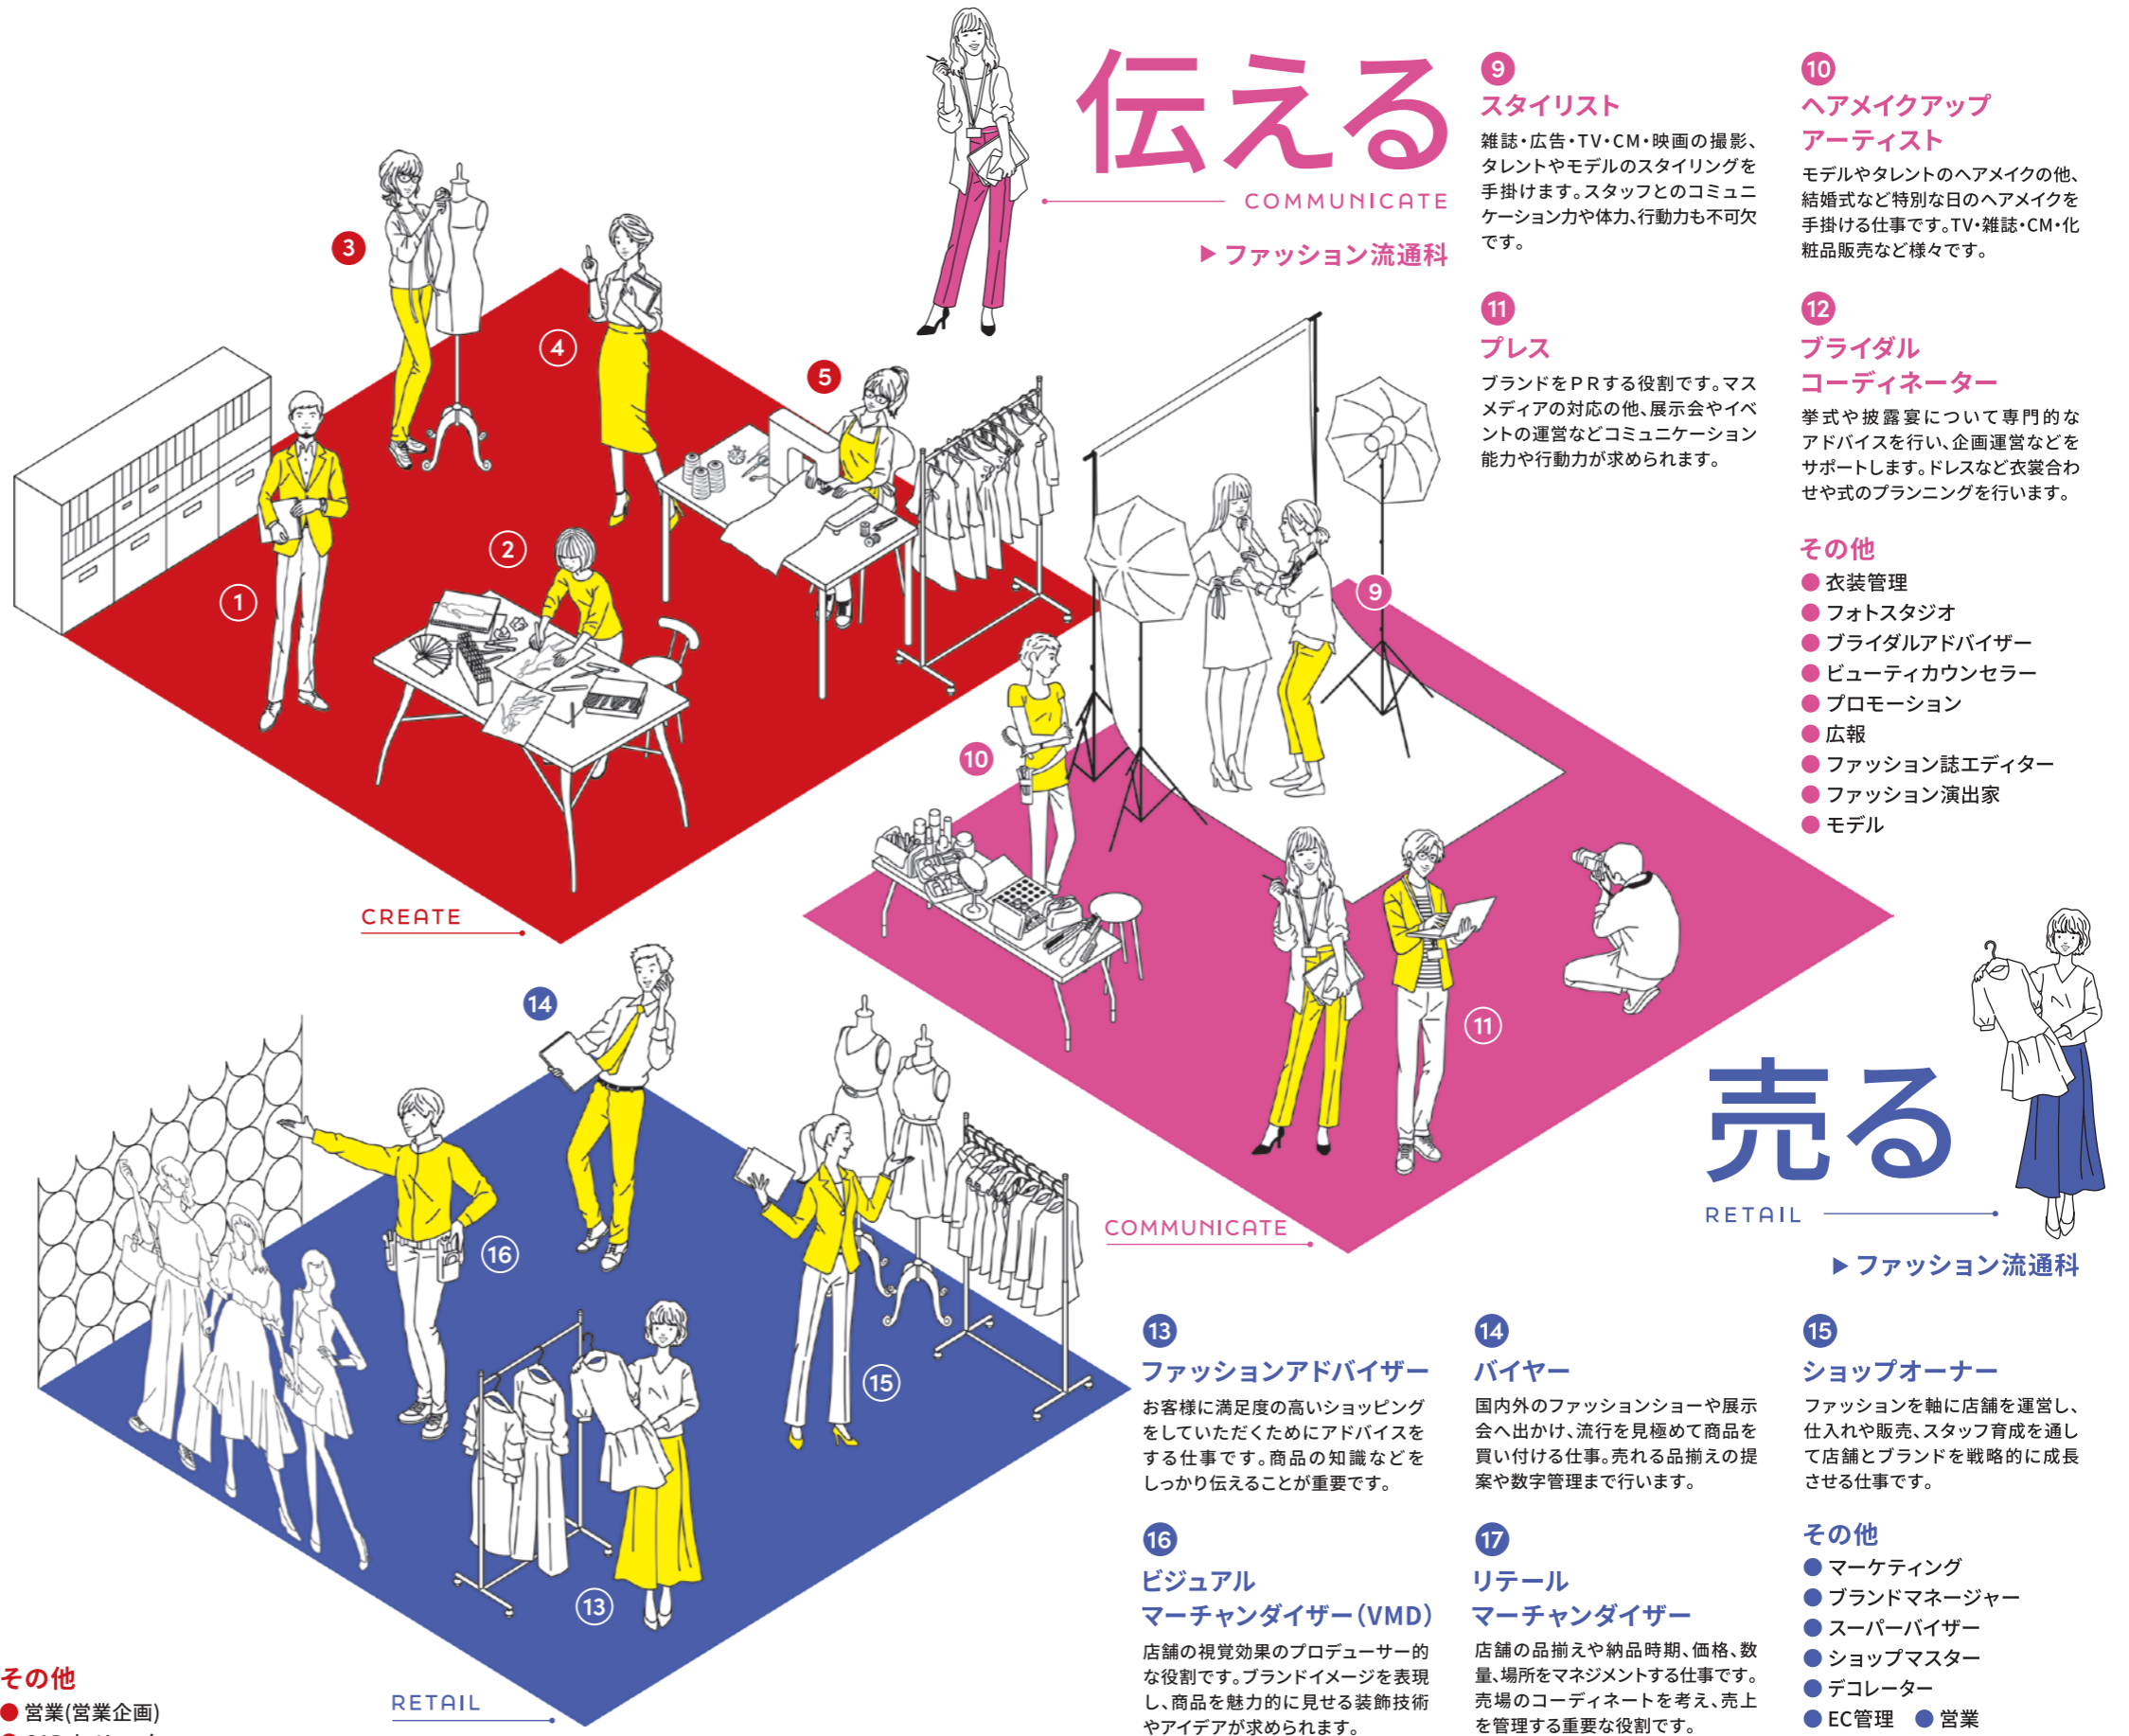 伝える
COMMUNICATE
▶ファッション流通科
9
スタイリスト
雑誌・広告・TV・CM・映画の撮影、
タレントやモデルのスタイリングを
手掛けます。スタッフとのコミュニ
ケーション力や体力、行動力も不可欠
です。
10
ヘアメイクアップ
アーティスト
モデルやタレントのヘアメイクの他、
結婚式など特別な日のヘアメイクを
手掛ける仕事です。TV・雑誌・CM・化
粧品販売など様々です。
11
プレス
ブランドをPRする役割です。マス
メディアの対応の他、展示会やイベ
ントの運営などコミュニケーション
能力や行動力が求められます。
12
ブライダル
コーディネーター
挙式や披露宴について専門的な
アドバイスを行い、企画運営などを
サポートします。ドレスなど衣裳合わ
せや式のプランニングを行います。
その他
●衣装管理
●フォトスタジオ
●ブライダルアドバイザー
●ビューティカウンセラー
●プロモーション
●広報
●ファッション誌エディター
●ファッション演出家
●モデル
3
4
5
2
1
CREATE
9
10
11
COMMUNICATE
14
16
15
13
RETAIL
売る
RETAIL
▶ファッション流通科
13
ファッションアドバイザー
お客様に満足度の高いショッピング
をしていただくためにアドバイスを
する仕事です。商品の知識などを
しっかり伝えることが重要です。
14
バイヤー
国内外のファッションショーや展示
会へ出かけ、流行を見極めて商品を
買い付ける仕事。売れる品揃えの提
案や数字管理まで行います。
15
ショップオーナー
ファッションを軸に店舗を運営し、
仕入れや販売、スタッフ育成を通し
て店舗とブランドを戦略的に成長
させる仕事です。
16
ビジュアル
マーチャンダイザー(VMD)
店舗の視覚効果のプロデューサー的
な役割です。ブランドイメージを表現
し、商品を魅力的に見せる装飾技術
やアイデアが求められます。
17
リテール
マーチャンダイザー
店舗の品揃えや納品時期、価格、数
量、場所をマネジメントする仕事です。
売場のコーディネートを考え、売上
を管理する重要な役割です。
その他
●マーケティング
●ブランドマネージャー
●スーパーバイザー
●ショップマスター
●デコレーター
●EC管理 ●営業
その他
●営業(営業企画)